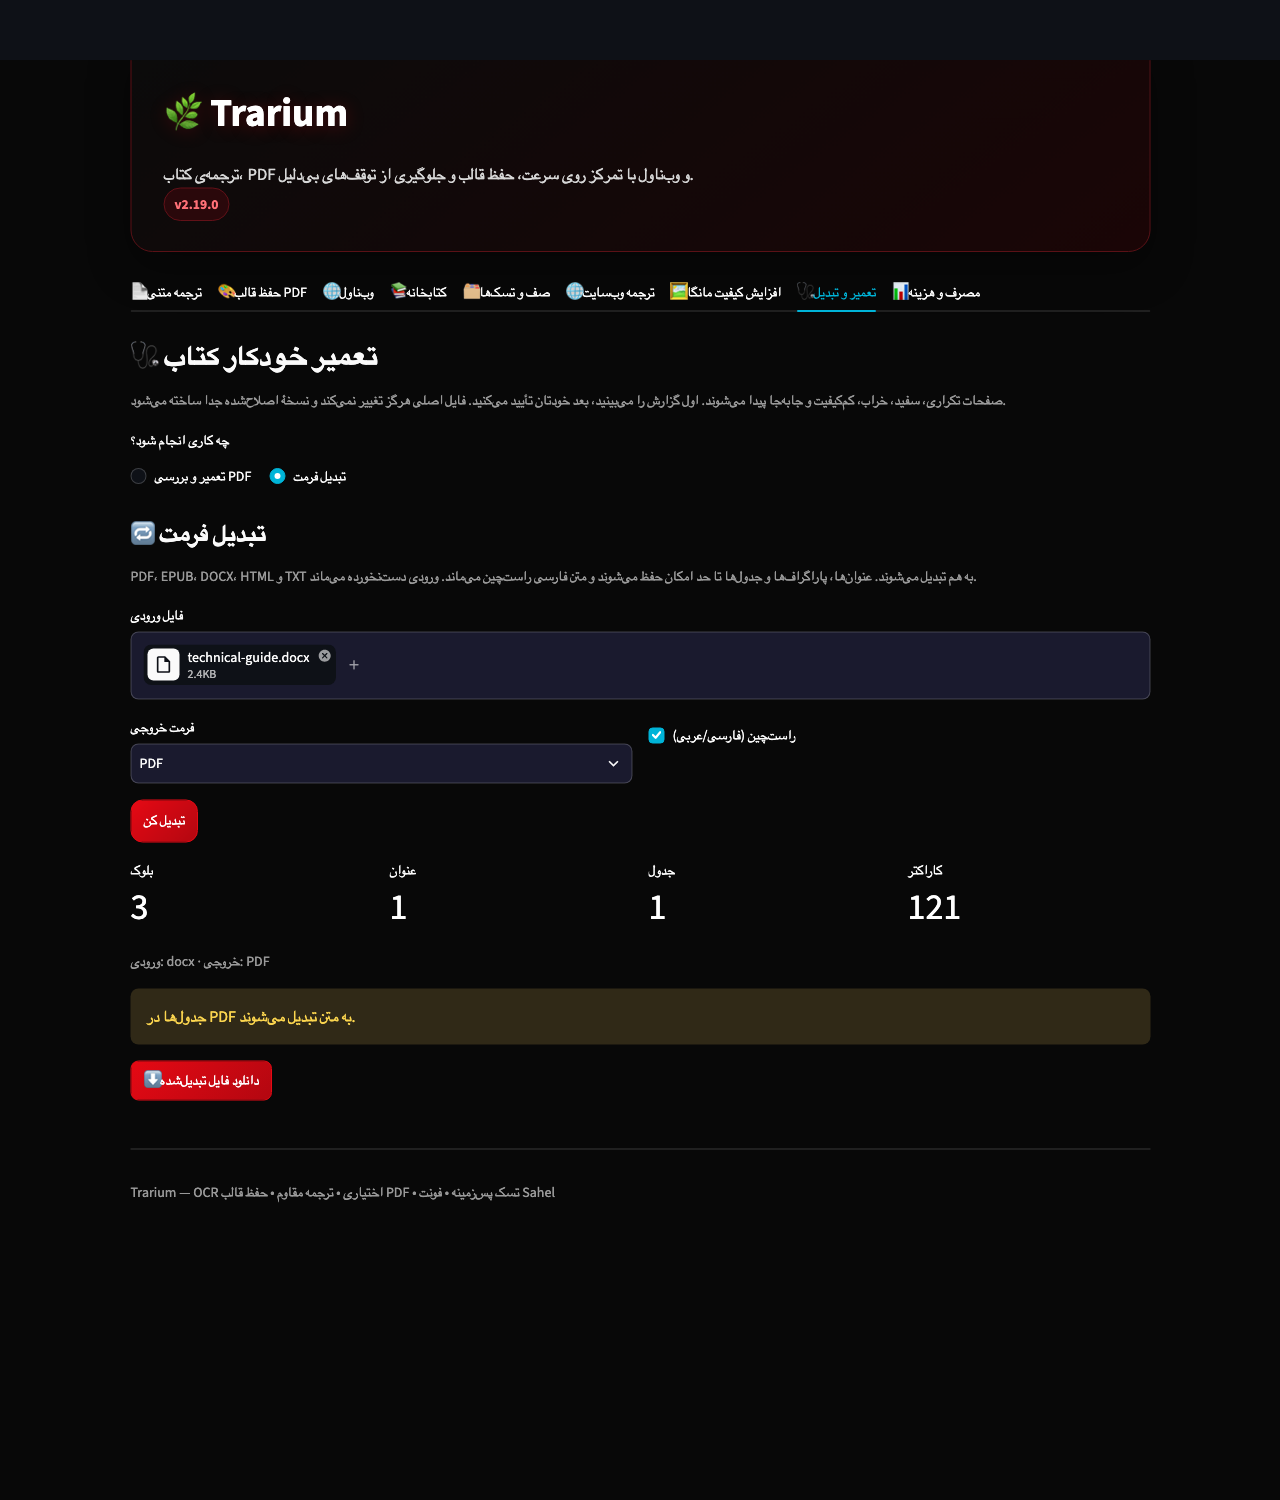 Trarium
ترجمه‌ی کتاب، PDF و وب‌ناول با تمرکز روی سرعت، حفظ قالب و جلوگیری از توقف‌های بی‌دلیل.
v2.19.0
ترجمه متنی
حفظ قالب PDF
وب‌ناول
کتابخانه
صف و تسک‌ها
ترجمه وب‌سایت
افزایش کیفیت مانگا
تعمیر و تبدیل
مصرف و هزینه
تعمیر خودکار کتاب
صفحات تکراری، سفید، خراب، کم‌کیفیت و جابه‌جا پیدا می‌شوند. اول گزارش را می‌بینید، بعد خودتان تأیید می‌کنید. فایل اصلی هرگز تغییر نمی‌کند و نسخهٔ اصلاح‌شده جدا ساخته می‌شود.
چه کاری انجام شود؟
تعمیر و بررسی PDF
تبدیل فرمت
تبدیل فرمت
PDF، EPUB، DOCX، HTML و TXT به هم تبدیل می‌شوند. عنوان‌ها، پاراگراف‌ها و جدول‌ها تا حد امکان حفظ می‌شوند و متن فارسی راست‌چین می‌ماند. ورودی دست‌نخورده می‌ماند.
فایل ورودی
technical-guide.docx
2.4KB
فرمت خروجی
راست‌چین (فارسی/عربی)
PDF
تبدیل کن
بلوک
عنوان
جدول
کاراکتر
3
1
1
121
ورودی: docx · خروجی: PDF
جدول‌ها در PDF به متن تبدیل می‌شوند.
دانلود فایل تبدیل‌شده
Trarium — OCR اختیاری • ترجمه مقاوم • حفظ قالب PDF • تسک پس‌زمینه • فونت Sahel